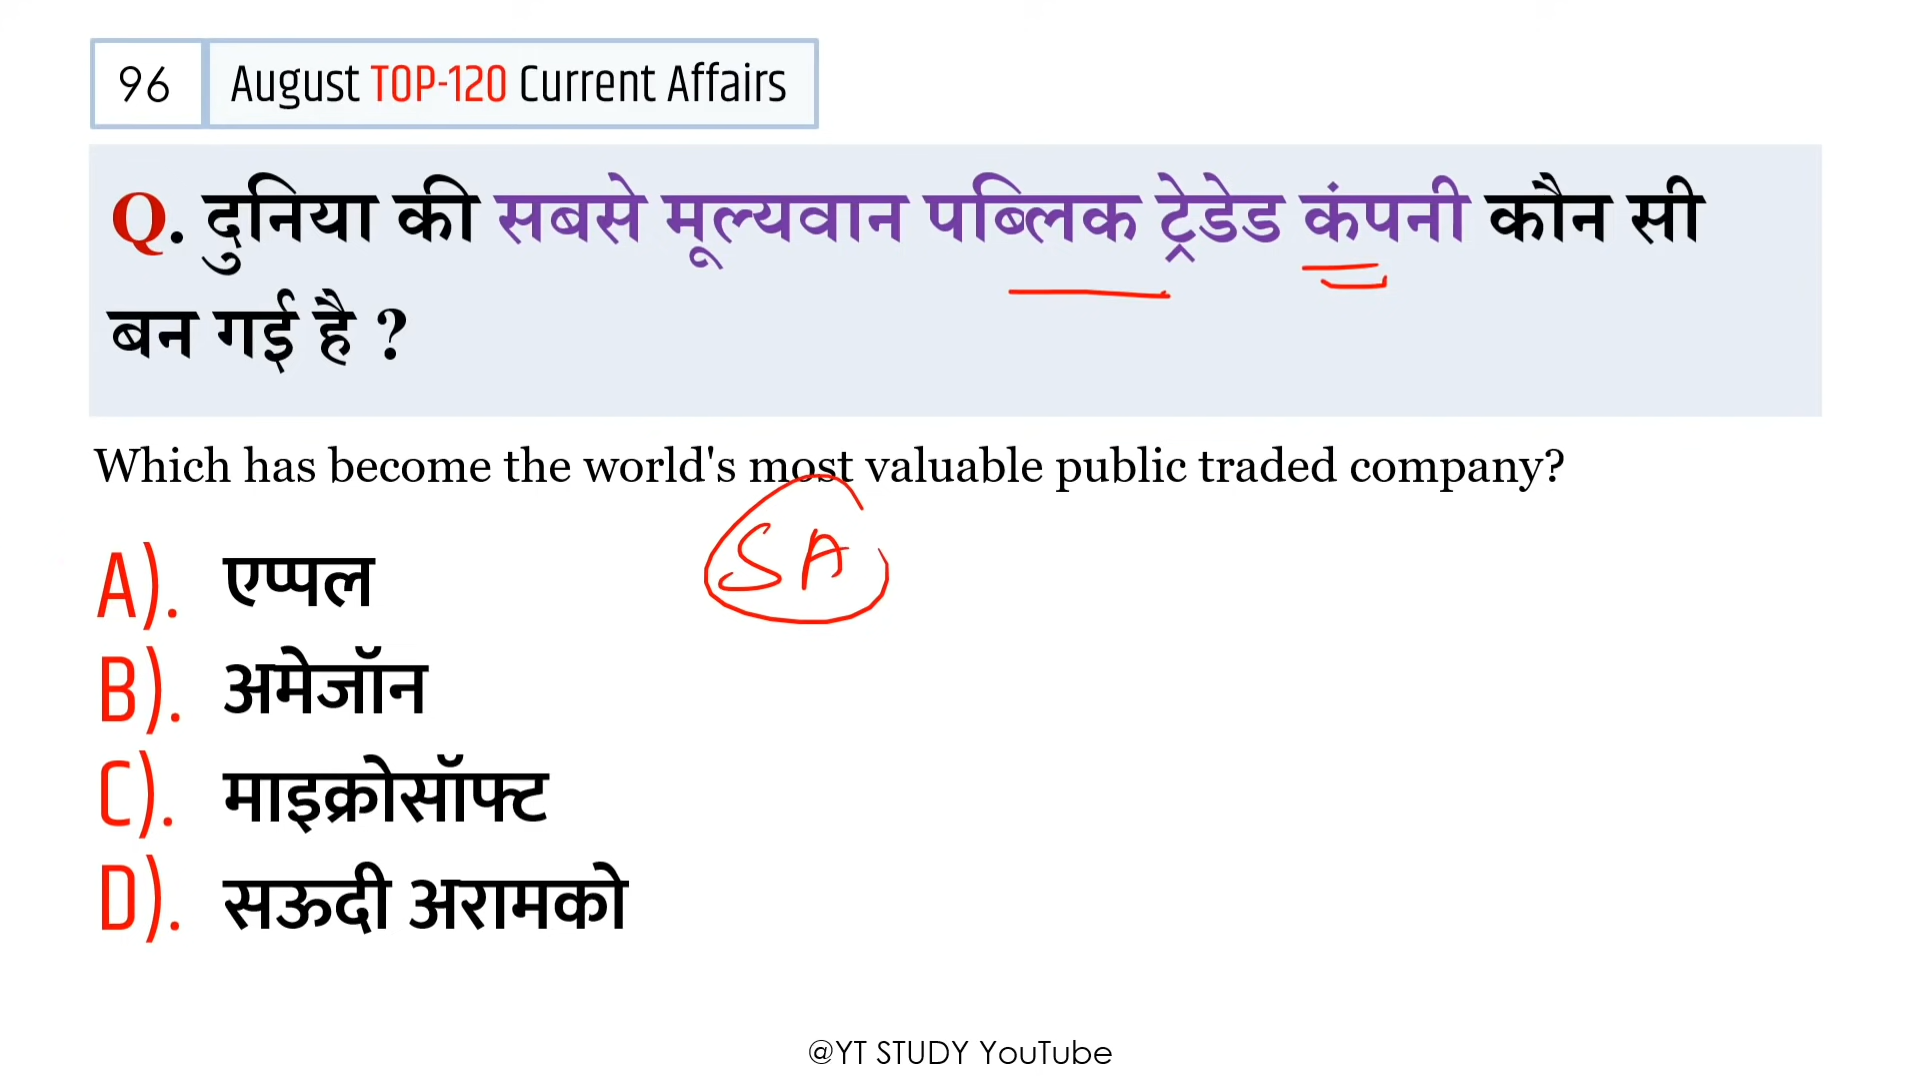 96 August TOP-120 Current Affairs
Q. दुनिया की सबसे मूल्यवान पब्लिक ट्रेडेड कंपनी कौन सी
बन गई है ?
Which has become the world's most valuable public traded company?
SA
A). एप्पल
B). अमेजॉन
C). माइक्रोसॉफ्ट
D). सऊदी अरामको
@YT STUDY YouTube